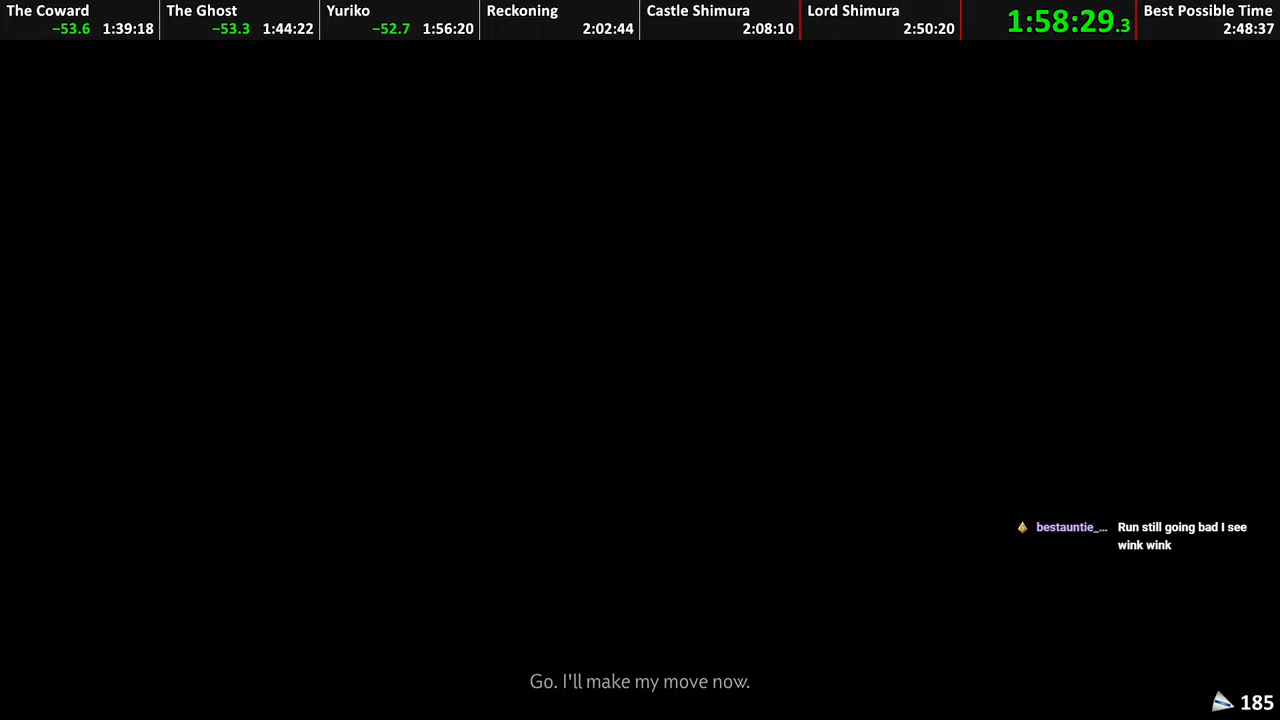 The Coward
−53.6 1:39:18
The Ghost
−53.3 1:44:22
Yuriko
−52.7 1:56:20
Reckoning
2:02:44
Castle Shimura
2:08:10
Lord Shimura
2:50:20
1:58:29.3
Best Possible Time
2:48:37
bestauntie_... Run still going bad I see
wink wink
Go. I'll make my move now.
185